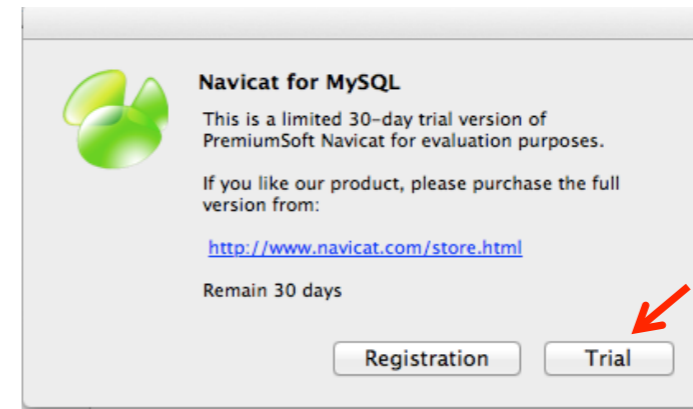 Navicat for MySQL
This is a limited 30-day trial version of
PremiumSoft Navicat for evaluation purposes.
If you like our product, please purchase the full
version from:
http://www.navicat.com/store.html
Remain 30 days
Registration
Trial